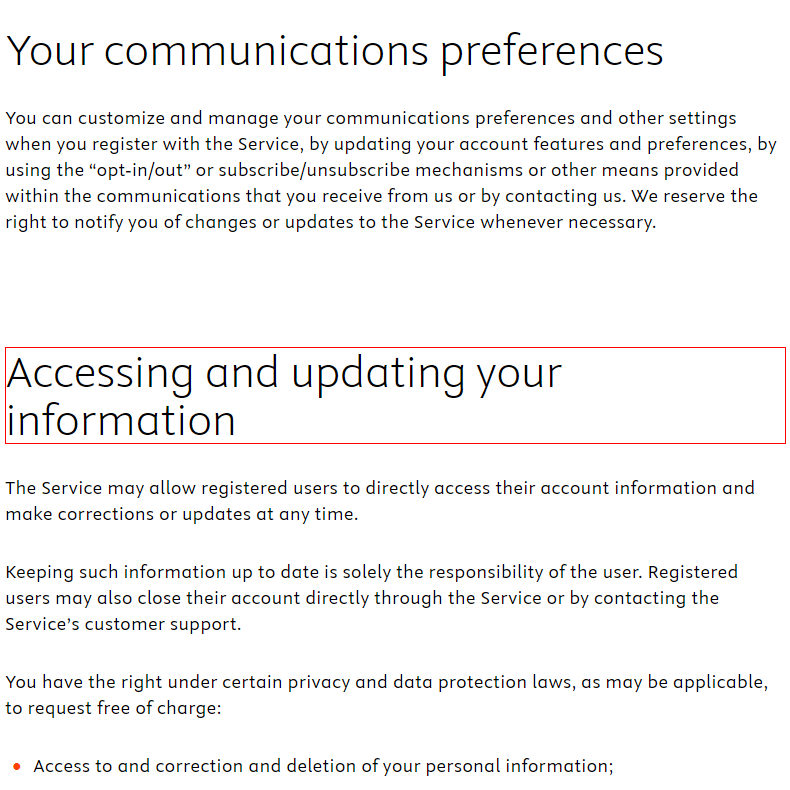 Your communications preferences
You can customize and manage your communications preferences and other settings
when you register with the Service, by updating your account features and preferences, by
using the “opt-in/out” or subscribe/unsubscribe mechanisms or other means provided
within the communications that you receive from us or by contacting us. We reserve the
right to notify you of changes or updates to the Service whenever necessary.
Accessing and updating your
information
The Service may allow registered users to directly access their account information and
make corrections or updates at any time.
Keeping such information up to date is solely the responsibility of the user. Registered
users may also close their account directly through the Service or by contacting the
Service’s customer support.
You have the right under certain privacy and data protection laws, as may be applicable,
to request free of charge:
• Access to and correction and deletion of your personal information;